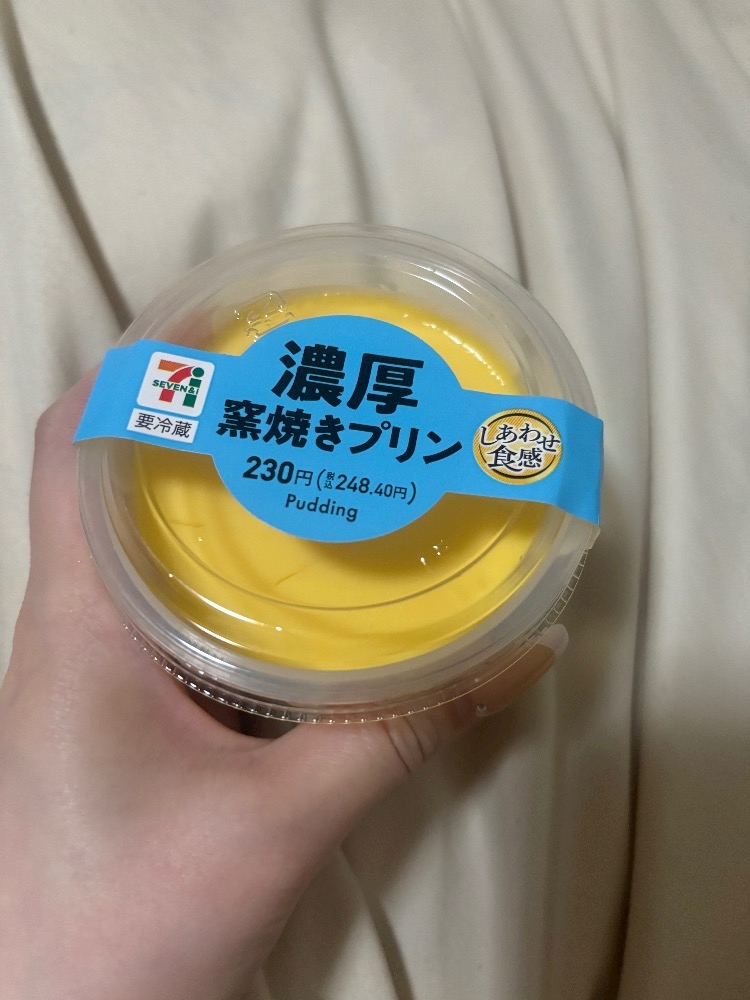 濃厚
窯焼きプリン
230円(税込248.40円)
Pudding
7
SEVEN&i
要冷蔵
しあわせ
食感